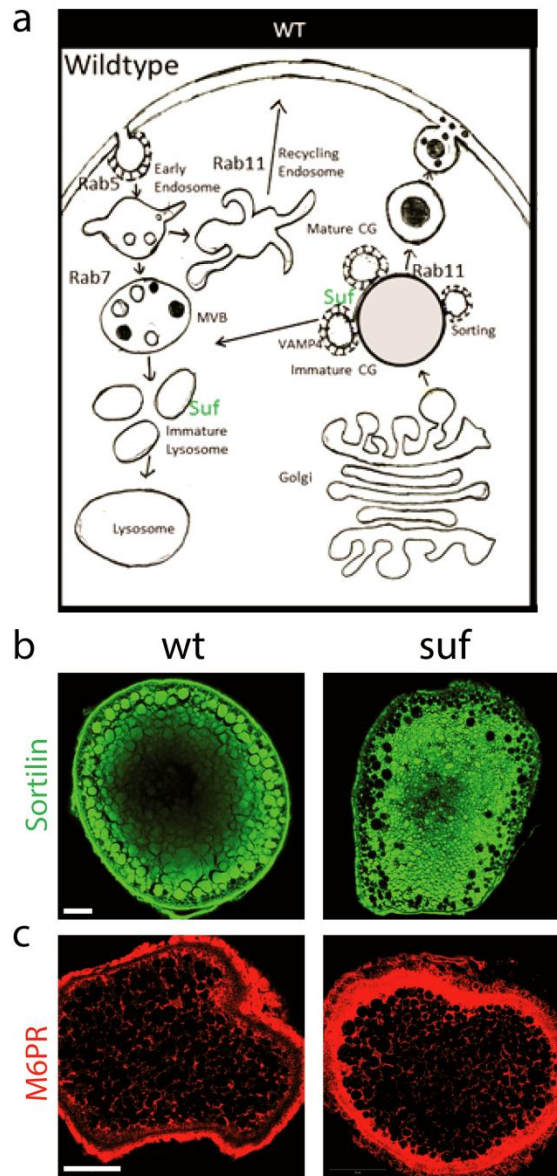 a
WT
Wildtype
Rab5
Early
Endosome
Rab11
Recycling
Endosome
Rab7
MVB
Mature CG
Rab11
Suf
VAMP4
Immature CG
Sorting
Suf
Immature
Lysosome
Golgi
Lysosome
b
wt
suf
Sortilin
c
M6PR